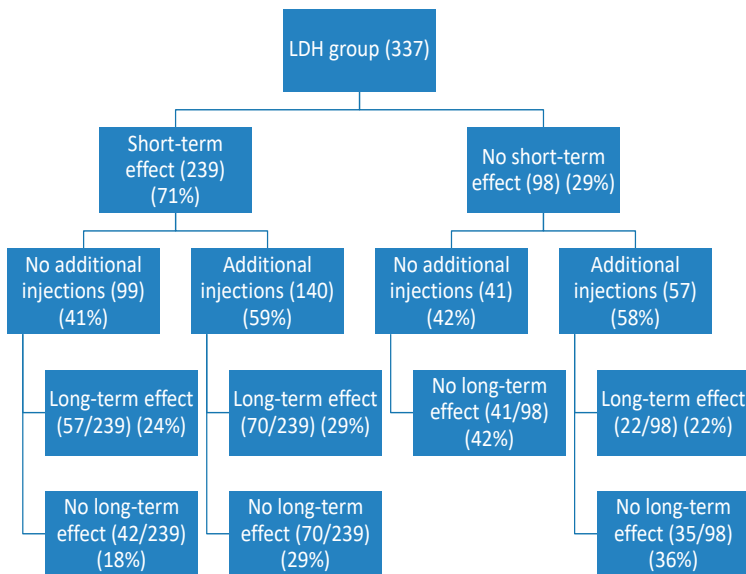 LDH group (337)
Short-term
effect (239)
(71%)
No short-term
effect (98) (29%)
No additional
injections (99)
(41%)
Additional
injections (140)
(59%)
No additional
injections (41)
(42%)
Additional
injections (57)
(58%)
Long-term effect
(57/239) (24%)
Long-term effect
(70/239) (29%)
No long-term
effect (41/98)
(42%)
Long-term effect
(22/98) (22%)
No long-term
effect (42/239)
(18%)
No long-term
effect (70/239)
(29%)
No long-term
effect (35/98)
(36%)